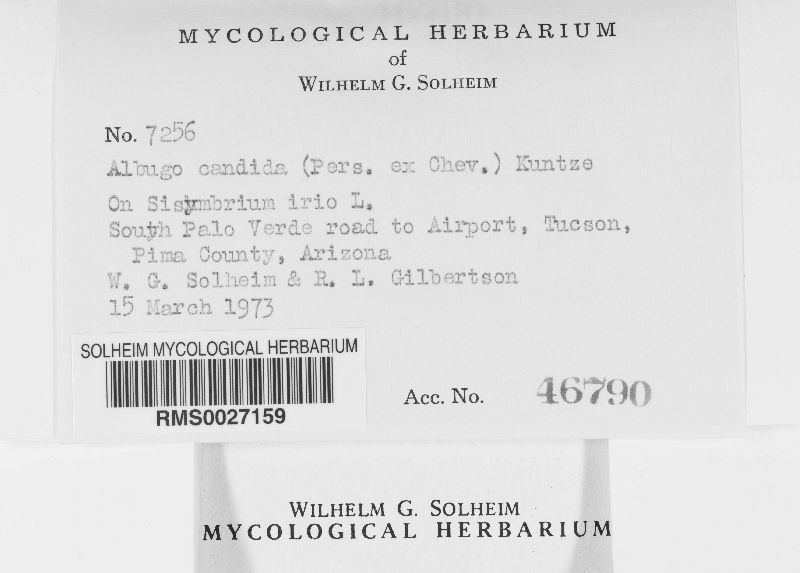 MYCOLOGICAL HERBARIUM
of
WILHELM G. SOLHEIM
No. 7256
Albugo candida (Pers. ex Chev.) Kuntze
On Sisymbrium irio L.
South Palo Verde road to Airport, Tucson,
Pima County, Arizona
W. G. Solheim & R. L. Gilbertson
15 March 1973
SOLHEIM MYCOLOGICAL HERBARIUM
RMS0027159
Acc. No. 46790
WILHELM G. SOLHEIM
MYCOLOGICAL HERBARIUM